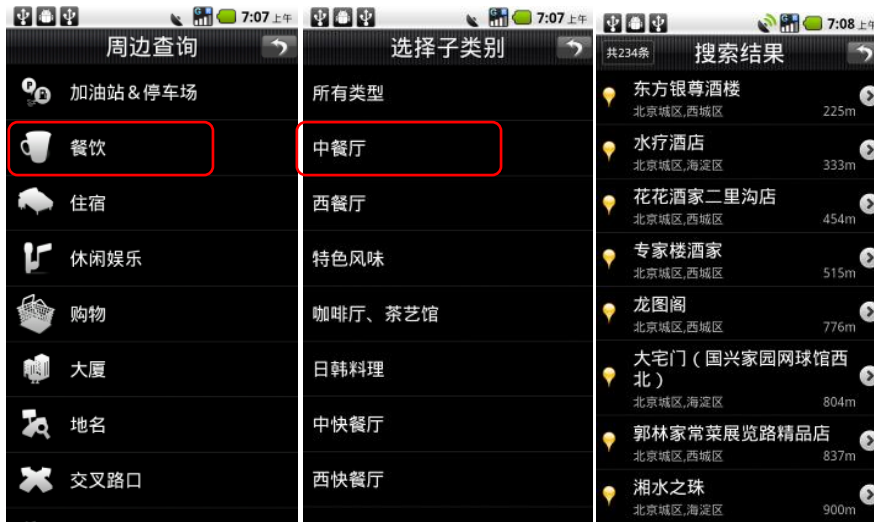 7:07 上午
周边查询
加油站&停车场
餐饮
住宿
休闲娱乐
购物
大厦
地名
交叉路口
7:07 上午
选择子类别
所有类型
中餐厅
西餐厅
特色风味
咖啡厅、茶艺馆
日韩料理
中快餐厅
西快餐厅
7:08 上午
共234条 搜索结果
东方银尊酒楼
北京城区,西城区 225m
水疗酒店
北京城区,海淀区 333m
花花酒家二里沟店
北京城区,西城区 454m
专家楼酒家
北京城区,西城区 515m
龙图阁
北京城区,西城区 776m
大宅门(国兴家园网球馆西
北)
北京城区,海淀区 804m
郭林家常菜展览路精品店
北京城区,西城区 837m
湘水之珠
北京城区,海淀区 900m